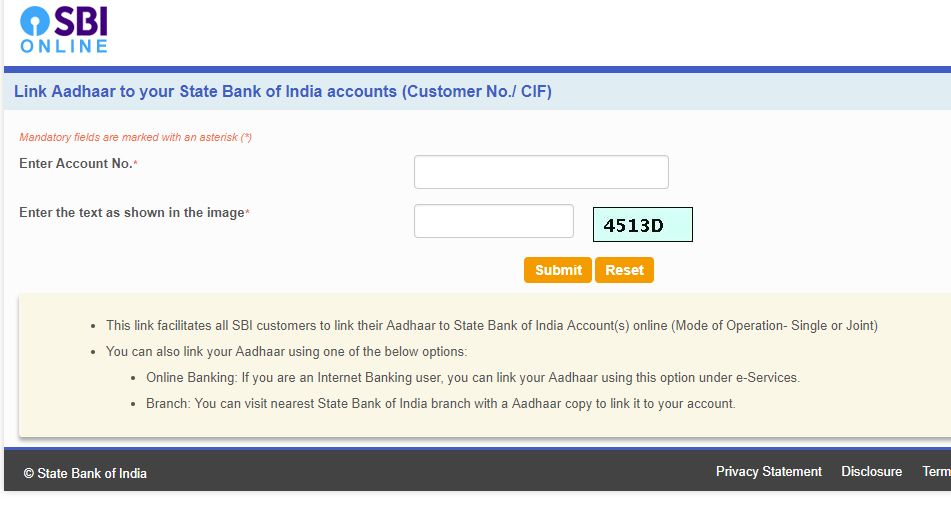 SBI
ONLINE
Link Aadhaar to your State Bank of India accounts (Customer No./ CIF)
Mandatory fields are marked with an asterisk (*)
Enter Account No.*
Enter the text as shown in the image*
4513D
Submit Reset
• This link facilitates all SBI customers to link their Aadhaar to State Bank of India Account(s) online (Mode of Operation- Single or Joint)
• You can also link your Aadhaar using one of the below options:
• Online Banking: If you are an Internet Banking user, you can link your Aadhaar using this option under e-Services.
• Branch: You can visit nearest State Bank of India branch with a Aadhaar copy to link it to your account.
© State Bank of India Privacy Statement Disclosure Term